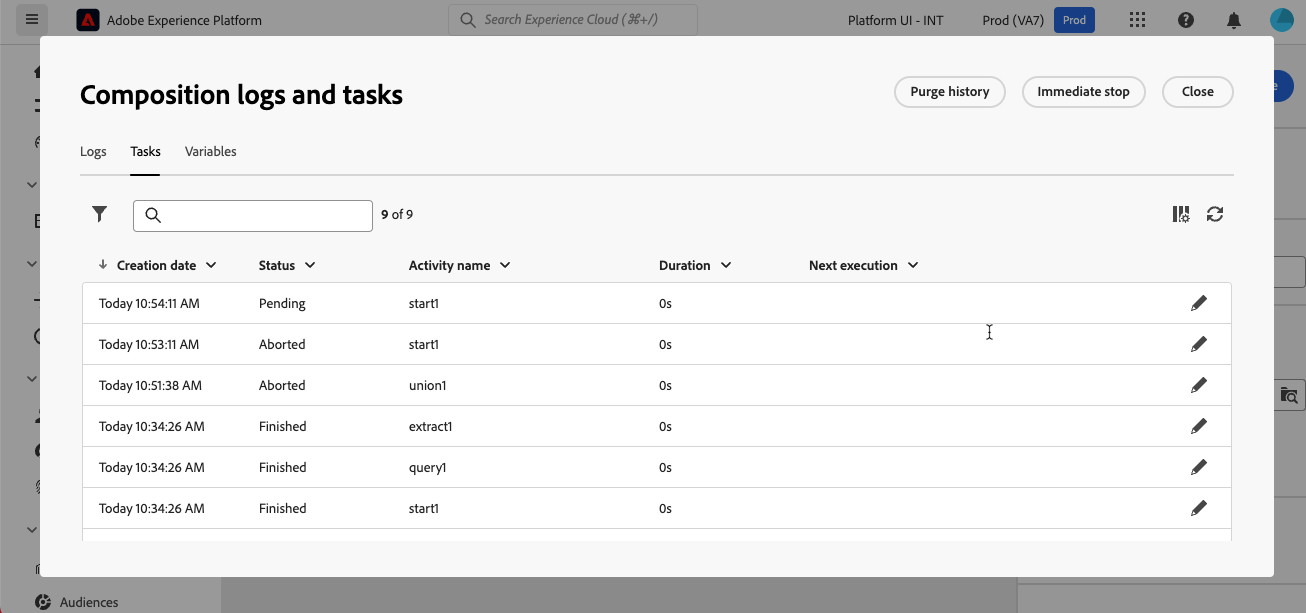 Adobe Experience Platform Search Experience Cloud (⌘+/) Platform UI - INT Prod (VA7) Prod
Composition logs and tasks Purge history Immediate stop Close
Logs Tasks Variables
9 of 9
Creation date Status Activity name Duration Next execution
Today 10:54:11 AM Pending start1 0s
Today 10:53:11 AM Aborted start1 0s
Today 10:51:38 AM Aborted union1 0s
Today 10:34:26 AM Finished extract1 0s
Today 10:34:26 AM Finished query1 0s
Today 10:34:26 AM Finished start1 0s
Audiences